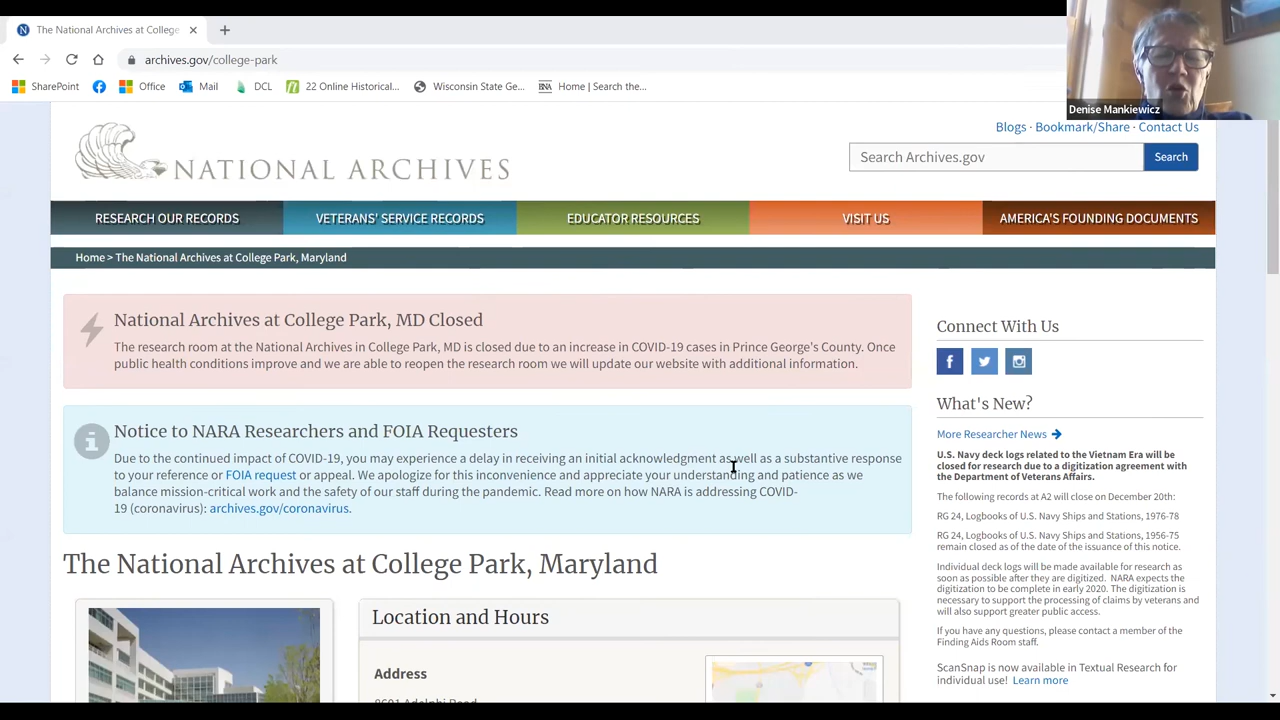 The National Archives at College
archives.gov/college-park
SharePoint
Office
Mail
DCL
22 Online Historical...
Wisconsin State Ge...
Home | Search the...
Denise Mankiewicz
Blogs · Bookmark/Share · Contact Us
NATIONAL ARCHIVES
Search Archives.gov
Search
RESEARCH OUR RECORDS
VETERANS' SERVICE RECORDS
EDUCATOR RESOURCES
VISIT US
AMERICA'S FOUNDING DOCUMENTS
Home > The National Archives at College Park, Maryland
National Archives at College Park, MD Closed
The research room at the National Archives in College Park, MD is closed due to an increase in COVID-19 cases in Prince George's County. Once
public health conditions improve and we are able to reopen the research room we will update our website with additional information.
Notice to NARA Researchers and FOIA Requesters
Due to the continued impact of COVID-19, you may experience a delay in receiving an initial acknowledgment as well as a substantive response
to your reference or FOIA request or appeal. We apologize for this inconvenience and appreciate your understanding and patience as we
balance mission-critical work and the safety of our staff during the pandemic. Read more on how NARA is addressing COVID-
19 (coronavirus): archives.gov/coronavirus.
The National Archives at College Park, Maryland
Location and Hours
Address
8601 Adelphi Road
Connect With Us
What's New?
More Researcher News
U.S. Navy deck logs related to the Vietnam Era will be
closed for research due to a digitization agreement with
the Department of Veterans Affairs.
The following records at A2 will close on December 20th:
RG 24, Logbooks of U.S. Navy Ships and Stations, 1976-78
RG 24, Logbooks of U.S. Navy Ships and Stations, 1956-75
remain closed as of the date of the issuance of this notice.
Individual deck logs will be made available for research as
soon as possible after they are digitized. NARA expects the
digitization to be complete in early 2020. The digitization is
necessary to support the processing of claims by veterans and
will also support greater public access.
If you have any questions, please contact a member of the
Finding Aids Room staff.
ScanSnap is now available in Textual Research for
individual use! Learn more